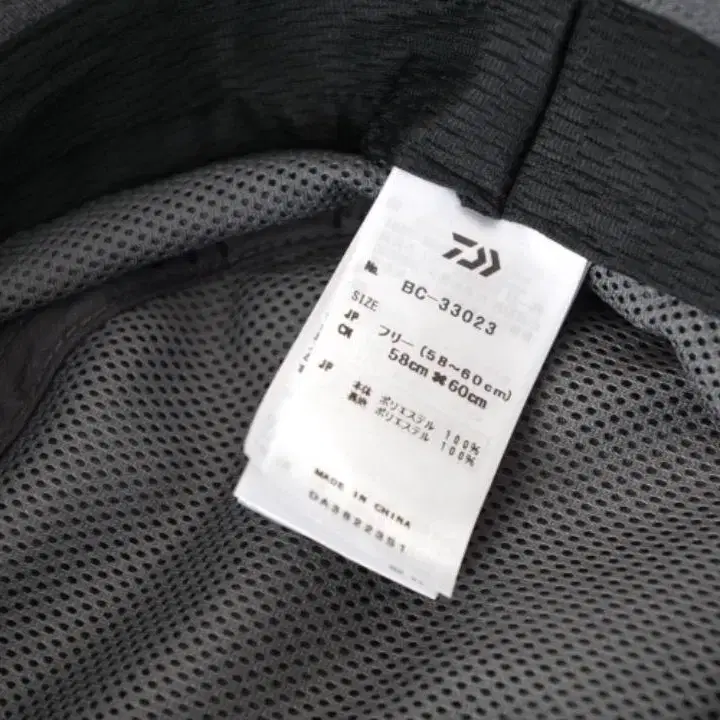 No. BC-33023
SIZE
JP フリー(58~60cm)
CN 58cm ✖ 60cm
JP 本体 ポリエステル 100%
裏地 ポリエステル 100%
MADE IN CHINA
DA3822351